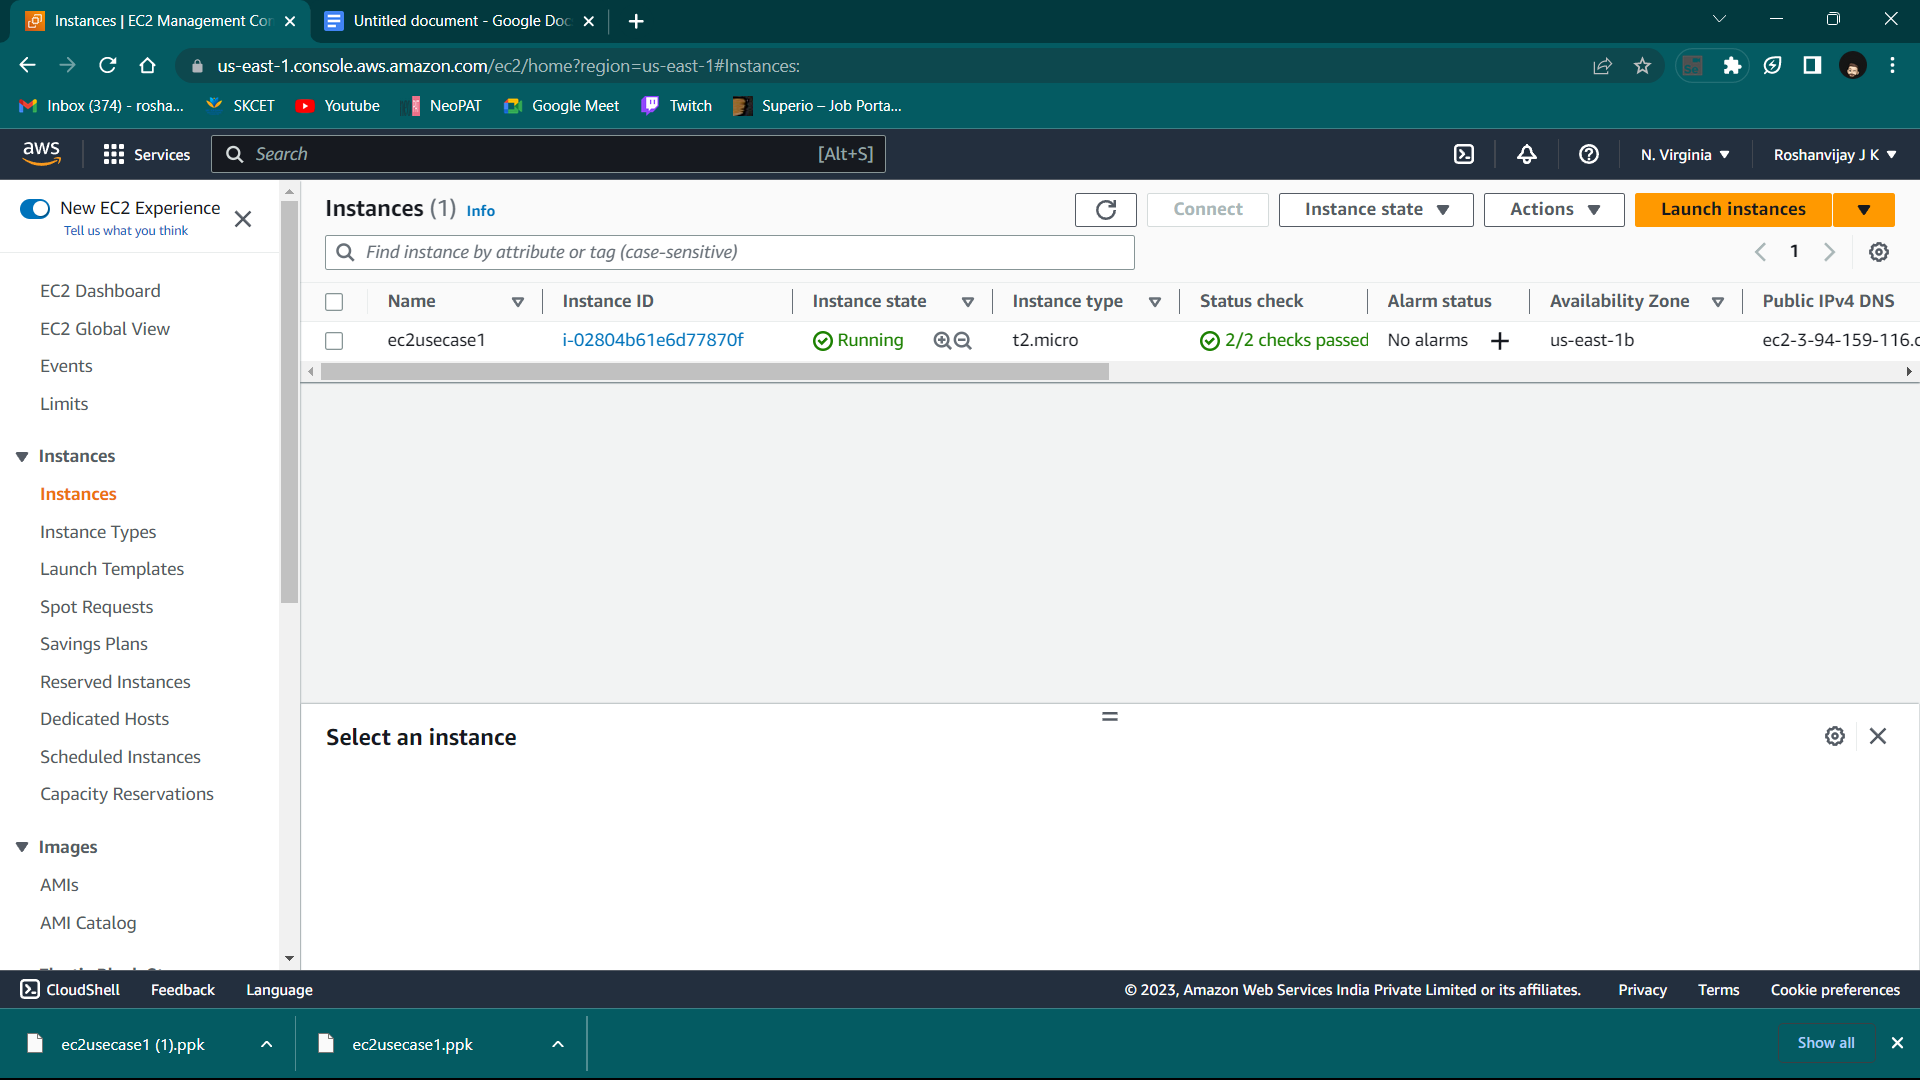 Instances | EC2 Management Con
Untitled document - Google Doc
us-east-1.console.aws.amazon.com/ec2/home?region=us-east-1#Instances:
Inbox (374) - rosha...
SKCET
Youtube
NeoPAT
Google Meet
Twitch
Superio – Job Porta...
aws
Services
Search
[Alt+S]
N. Virginia
Roshanvijay J K
New EC2 Experience
Tell us what you think
EC2 Dashboard
EC2 Global View
Events
Limits
Instances
Instances
Instance Types
Launch Templates
Spot Requests
Savings Plans
Reserved Instances
Dedicated Hosts
Scheduled Instances
Capacity Reservations
Images
AMIs
AMI Catalog
Instances (1) Info
Connect
Instance state
Actions
Launch instances
Find instance by attribute or tag (case-sensitive)
1
Name
Instance ID
Instance state
Instance type
Status check
Alarm status
Availability Zone
Public IPv4 DNS
ec2usecase1
i-02804b61e6d77870f
Running
t2.micro
2/2 checks passed
No alarms
us-east-1b
ec2-3-94-159-116.c
Select an instance
CloudShell
Feedback
Language
© 2023, Amazon Web Services India Private Limited or its affiliates.
Privacy
Terms
Cookie preferences
ec2usecase1 (1).ppk
ec2usecase1.ppk
Show all